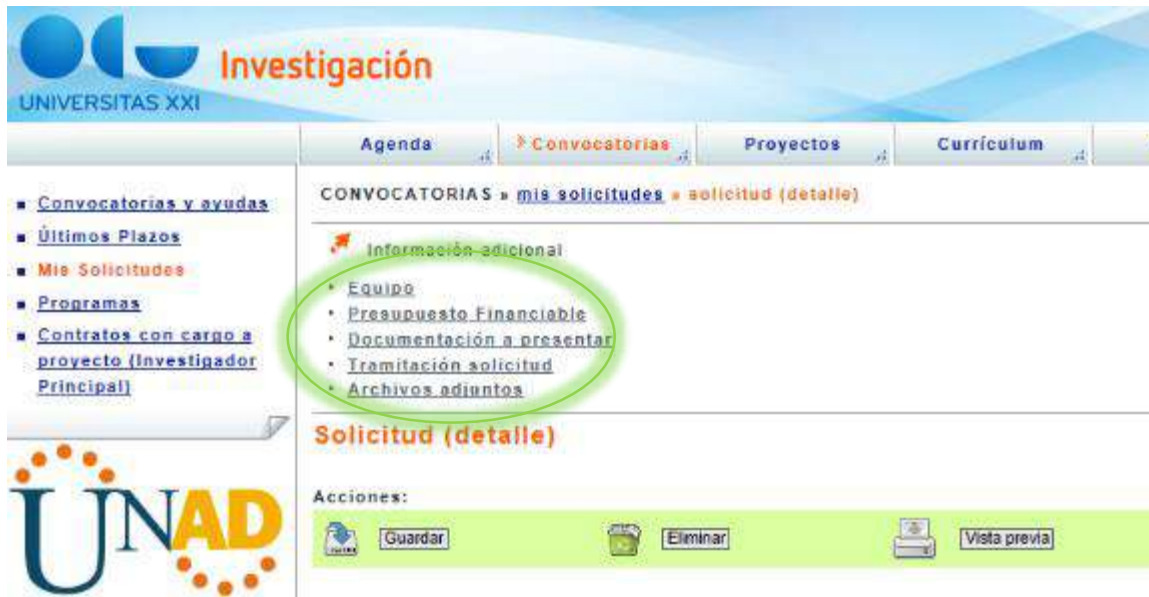 Investigación
UNIVERSITAS XXI
Agenda
Convocatorias
Proyectos
Currículum
Convocatorias y ayudas
Últimos Plazos
Mis Solicitudes
Programas
Contratos con cargo a
proyecto (Investigador
Principal)
UNAD
CONVOCATORIAS » mis solicitudes » solicitud (detalle)
Información adicional
Equipo
Presupuesto Financiable
Documentación a presentar
Tramitación solicitud
Archivos adjuntos
Solicitud (detalle)
Acciones:
Guardar
Eliminar
Vista previa